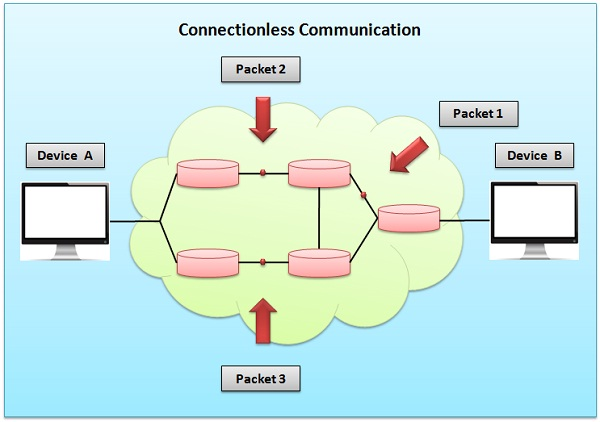 Connectionless Communication
Packet 2
Packet 1
Device A
Device B
Packet 3